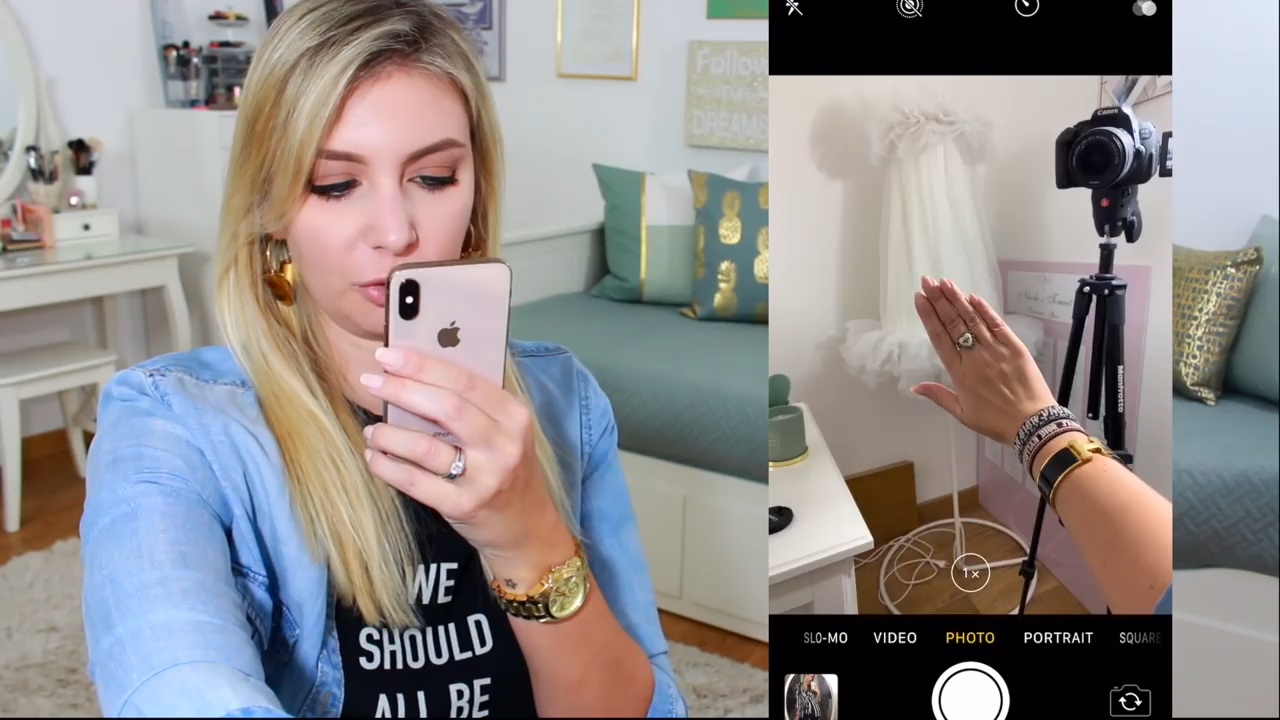 Follow
DREAMS
WE
SHOULD
ALL BE
Canon
Manfrotto
1×
SLO-MO
VIDEO
PHOTO
PORTRAIT
SQUARE